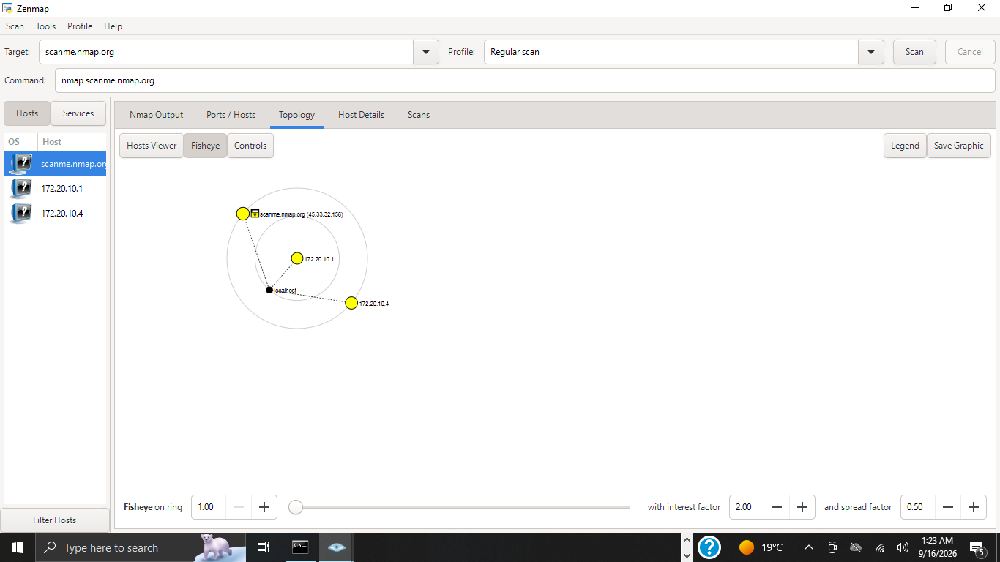 Zenmap
Scan Tools Profile Help
Target: scanme.nmap.org Profile: Regular scan Scan Cancel
Command: nmap scanme.nmap.org
Hosts Services
Nmap Output Ports / Hosts Topology Host Details Scans
OS Host
Hosts Viewer Fisheye Controls Legend Save Graphic
scanme.nmap.org
172.20.10.1
172.20.10.4
scanme.nmap.org (45.33.32.156)
172.20.10.1
localhost
172.20.10.4
Fisheye on ring 1.00 with interest factor 2.00 and spread factor 0.50
Filter Hosts
Type here to search
19°C
1:23 AM
9/16/2026
5